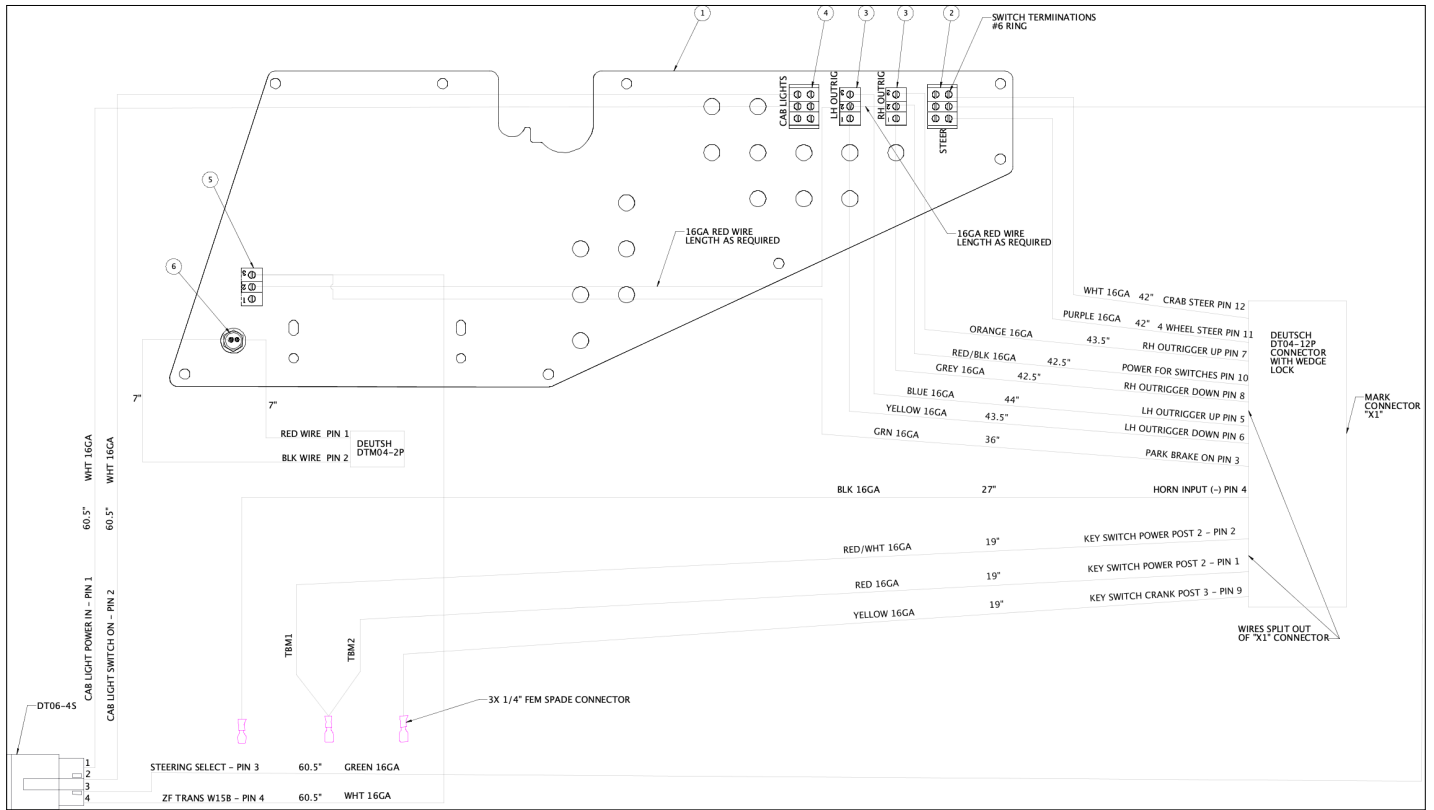 1
4
3
3
2
SWITCH TERMIINATIONS
#6 RING
CAB LIGHTS
LH OUTRIG
3
2
1
RH OUTRIG
3
2
1
STEER
5
3
2
1
6
16GA RED WIRE
LENGTH AS REQUIRED
16GA RED WIRE
LENGTH AS REQUIRED
WHT 16GA 42" CRAB STEER PIN 12
PURPLE 16GA 42" 4 WHEEL STEER PIN 11
ORANGE 16GA 43.5" RH OUTRIGGER UP PIN 7
RED/BLK 16GA 42.5" POWER FOR SWITCHES PIN 10
GREY 16GA 42.5" RH OUTRIGGER DOWN PIN 8
BLUE 16GA 44" LH OUTRIGGER UP PIN 5
YELLOW 16GA 43.5" LH OUTRIGGER DOWN PIN 6
GRN 16GA 36" PARK BRAKE ON PIN 3
BLK 16GA 27" HORN INPUT (-) PIN 4
RED/WHT 16GA 19" KEY SWITCH POWER POST 2 - PIN 2
RED 16GA 19" KEY SWITCH POWER POST 2 - PIN 1
YELLOW 16GA 19" KEY SWITCH CRANK POST 3 - PIN 9
DEUTSCH
DT04-12P
CONNECTOR
WITH WEDGE
LOCK
MARK
CONNECTOR
"X1"
WIRES SPLIT OUT
OF "X1" CONNECTOR
7"
7"
RED WIRE PIN 1
BLK WIRE PIN 2
DEUTSH
DTM04-2P
CAB LIGHT POWER IN - PIN 1 60.5" WHT 16GA
CAB LIGHT SWITCH ON - PIN 2 60.5" WHT 16GA
TBM1
TBM2
3X 1/4" FEM SPADE CONNECTOR
DT06-4S
1
2
3
4
STEERING SELECT - PIN 3 60.5" GREEN 16GA
ZF TRANS W15B - PIN 4 60.5" WHT 16GA